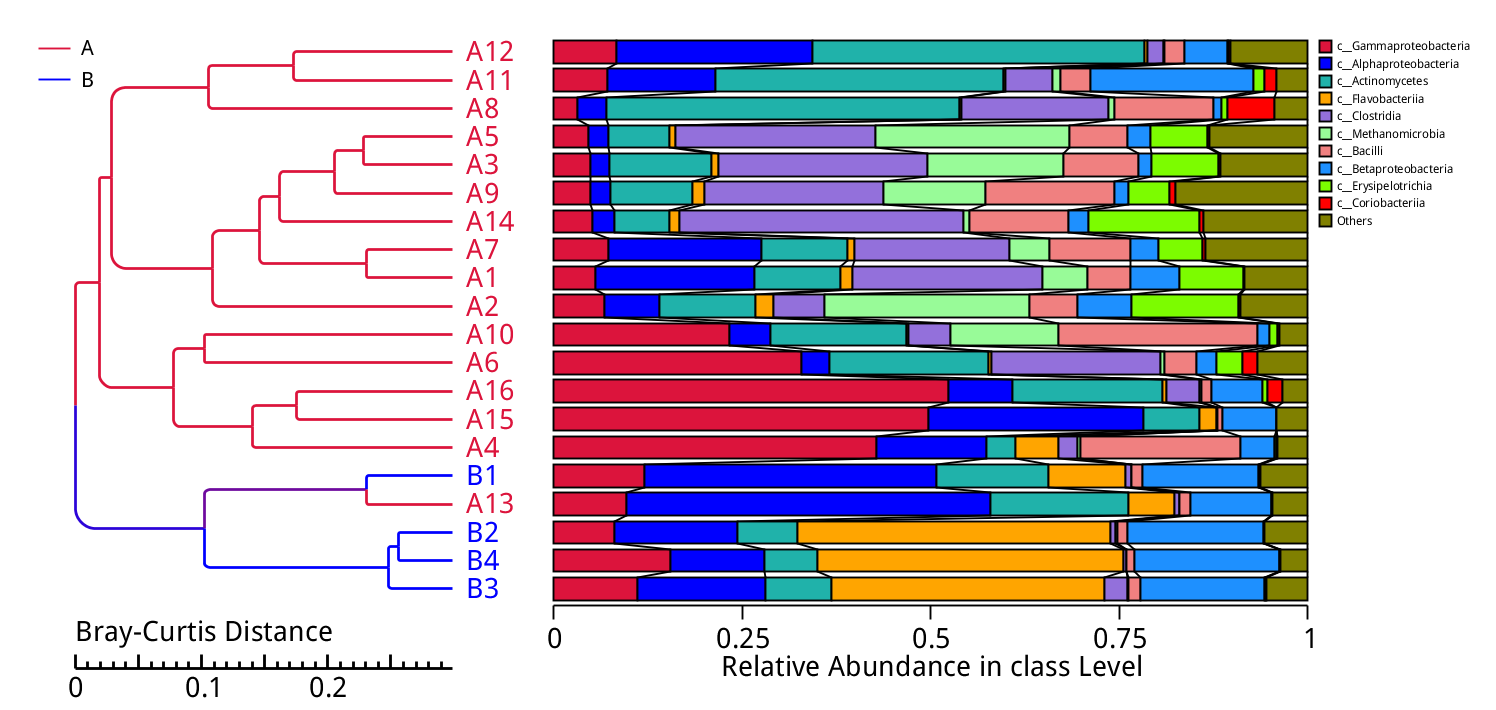 A
B
A12
A11
A8
A5
A3
A9
A14
A7
A1
A2
A10
A6
A16
A15
A4
B1
A13
B2
B4
B3
c__Gammaproteobacteria
c__Alphaproteobacteria
c__Actinomycetes
c__Flavobacteriia
c__Clostridia
c__Methanomicrobia
c__Bacilli
c__Betaproteobacteria
c__Erysipelotrichia
c__Coriobacteriia
Others
Bray-Curtis Distance
0 0.1 0.2
0 0.25 0.5 0.75 1
Relative Abundance in class Level